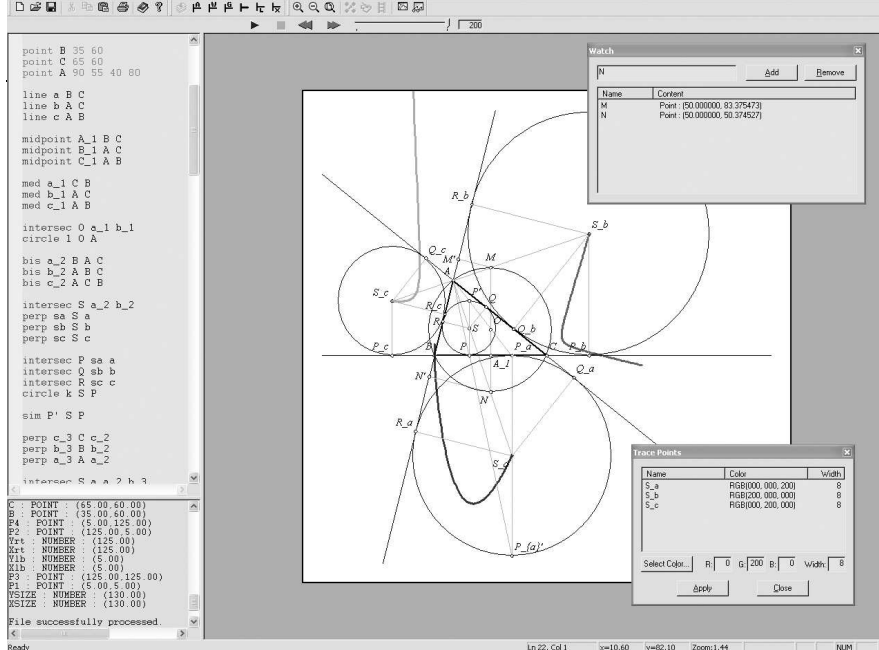 200
point B 35 60
point C 65 60
point A 90 55 40 80
line a B C
line b A C
line c A B
midpoint A_1 B C
midpoint B_1 A C
midpoint C_1 A B
med a_1 C B
med b_1 A C
med c_1 A B
intersec O a_1 b_1
circle l O A
bis a_2 B A C
bis b_2 A B C
bis c_2 A C B
intersec S a_2 b_2
perp sa S a
perp sb S b
perp sc S c
intersec P sa a
intersec Q sb b
intersec R sc c
circle k S P
sim P' S P
perp c_3 C c_2
perp b_3 B b_2
perp a_3 A a_2
C : POINT : (65.00,60.00)
B : POINT : (35.00,60.00)
P4 : POINT : (5.00,125.00)
P2 : POINT : (125.00,5.00)
Yrt : NUMBER : (125.00)
Xrt : NUMBER : (125.00)
Ylb : NUMBER : (5.00)
Xlb : NUMBER : (5.00)
P3 : POINT : (125.00,125.00)
P1 : POINT : (5.00,5.00)
YSIZE : NUMBER : (130.00)
XSIZE : NUMBER : (130.00)
File successfully processed.
R_b
S_b
Q_c
M'
M
A
S_c
P'
Q
R_c
R
S
O
Q_b
P_c
B
P
A_1
P_a
C
P_b
N'
N
Q_a
R_a
S_a
P_{a}'
Watch
N
Add Remove
Name Content
M Point : (50.000000, 83.375473)
N Point : (50.000000, 50.374527)
Trace Points
Name Color Width
S_a RGB(000, 000, 200) 8
S_b RGB(200, 000, 000) 8
S_c RGB(000, 200, 000) 8
Select Color... R: 0 G: 200 B: 0 Width: 8
Apply Close
Ready Ln 22, Col 1 x=10.60 y=82.10 Zoom:1.44 NUM